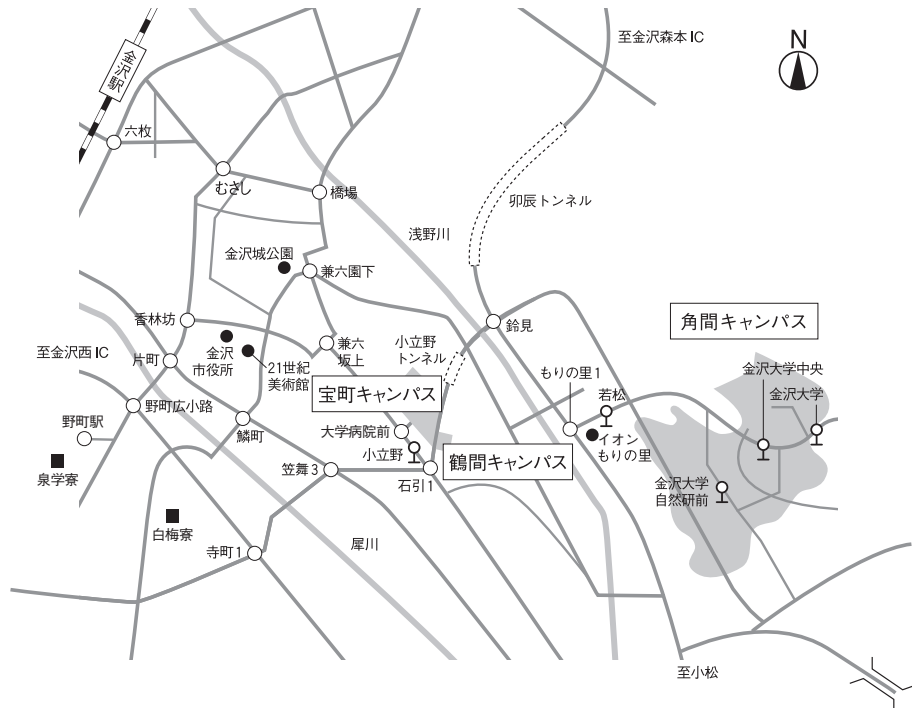 至金沢森本IC
N
金沢駅
六枚
むさし
橋場
卯辰トンネル
浅野川
金沢城公園
兼六園下
香林坊
鈴見
角間キャンパス
至金沢西IC
片町
金沢
市役所
21世紀
美術館
兼六
坂上
小立野
トンネル
もりの里1
若松
金沢大学中央
金沢大学
宝町キャンパス
野町広小路
野町駅
鱗町
大学病院前
小立野
イオン
もりの里
鶴間キャンパス
泉学寮
笠舞3
石引1
金沢大学
自然研前
白梅寮
寺町1
犀川
至小松